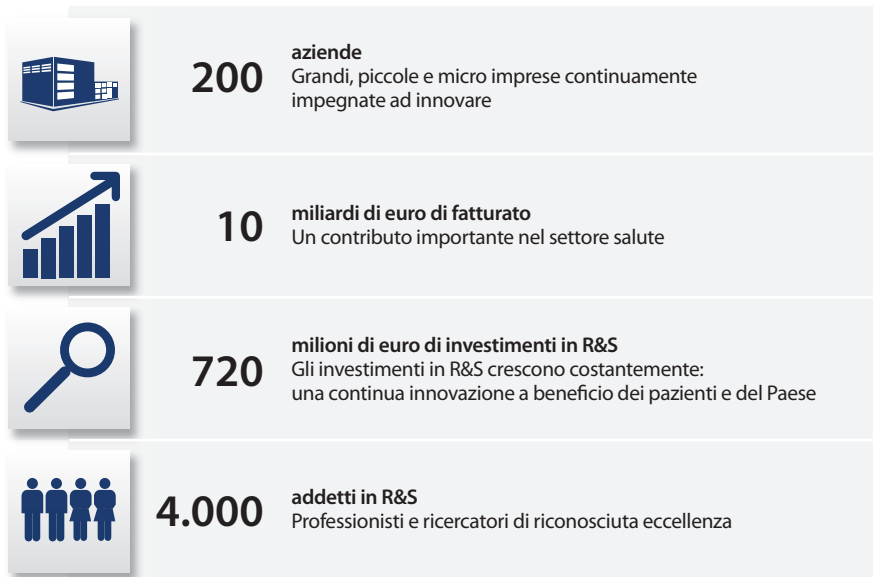 200
aziende
Grandi, piccole e micro imprese continuamente
impegnate ad innovare
10
miliardi di euro di fatturato
Un contributo importante nel settore salute
720
milioni di euro di investimenti in R&S
Gli investimenti in R&S crescono costantemente:
una continua innovazione a beneficio dei pazienti e del Paese
4.000
addetti in R&S
Professionisti e ricercatori di riconosciuta eccellenza